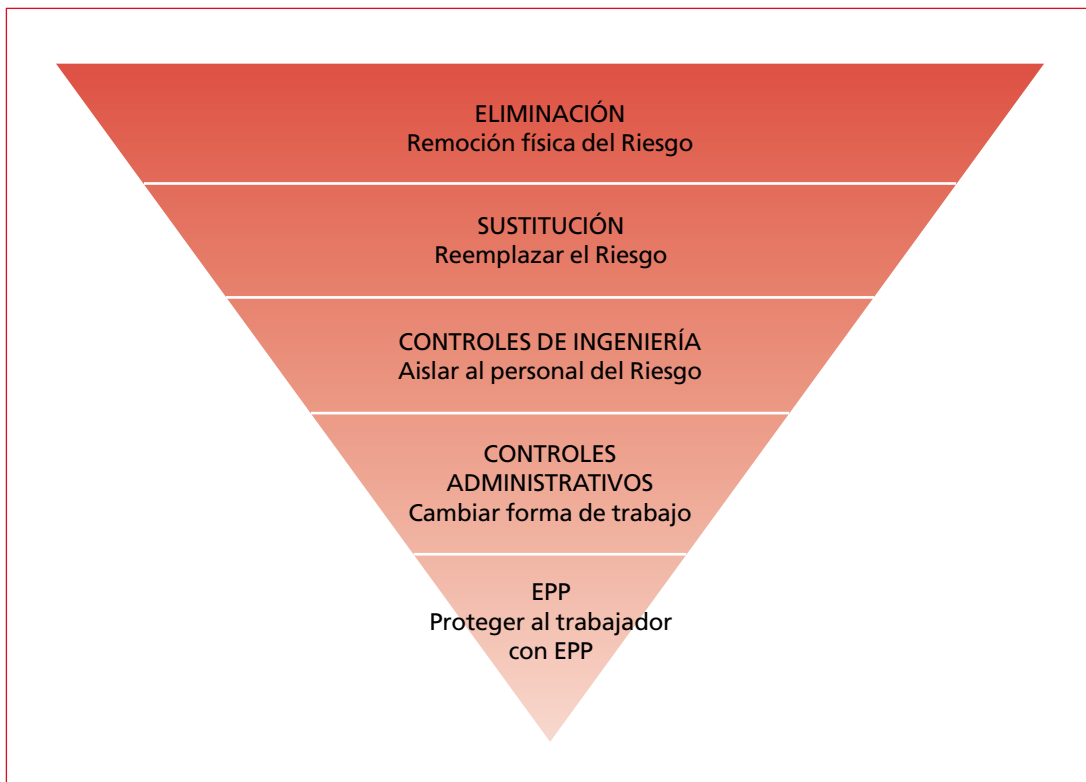 ELIMINACIÓN
Remoción física del Riesgo
SUSTITUCIÓN
Reemplazar el Riesgo
CONTROLES DE INGENIERÍA
Aislar al personal del Riesgo
CONTROLES
ADMINISTRATIVOS
Cambiar forma de trabajo
EPP
Proteger al trabajador
con EPP